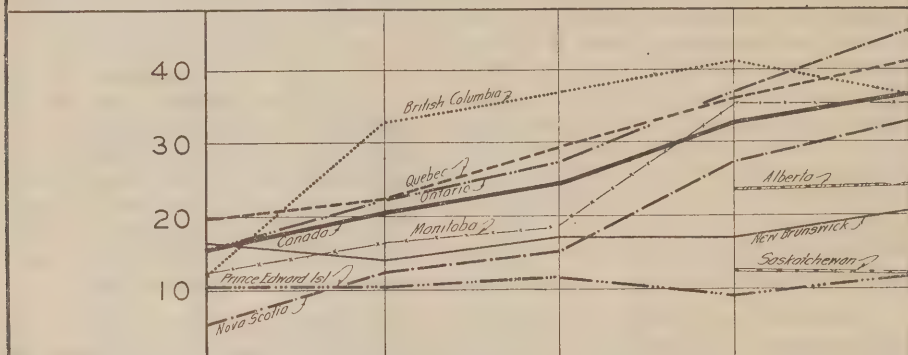 40
British Columbia
30
Quebec
Ontario
Alberta
20
Canada
Manitoba
New Brunswick
Saskatchewan
Prince Edward Isl
10
Nova Scotia